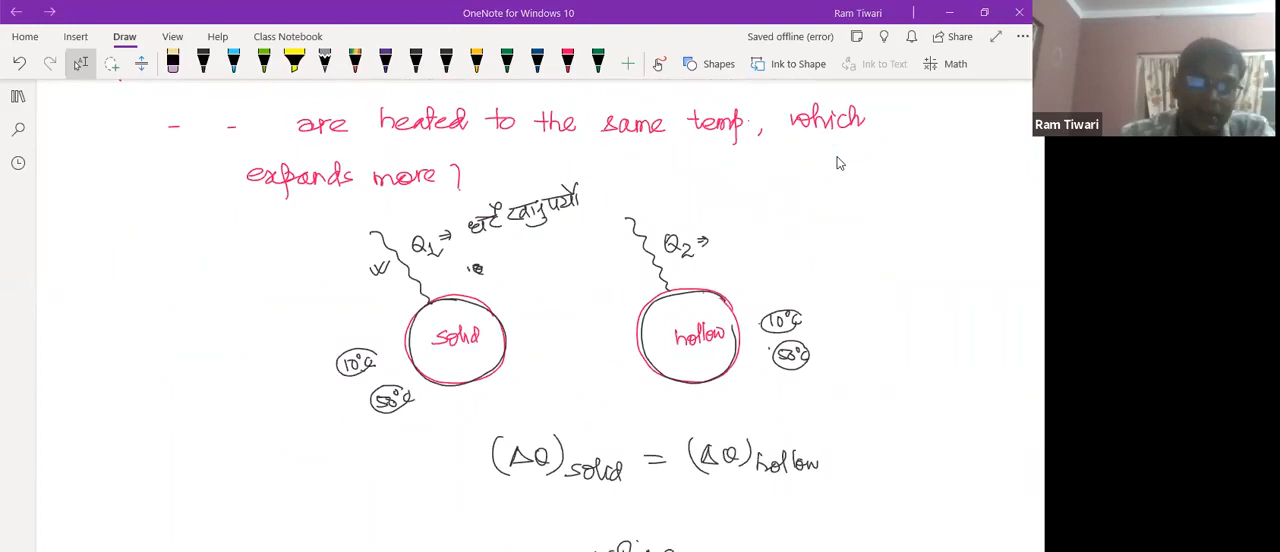 OneNote for Windows 10
Ram Tiwari
Home Insert Draw View Help Class Notebook
Saved offline (error)
Share
Shapes
Ink to Shape
Ink to Text
Math
Ram Tiwari
- - are heated to the same temp., which
expands more?
Q1 ⇒
Q2 ⇒
solid
hollow
10°C
50°C
10°C
50°C
(Δθ)solid = (Δθ)hollow